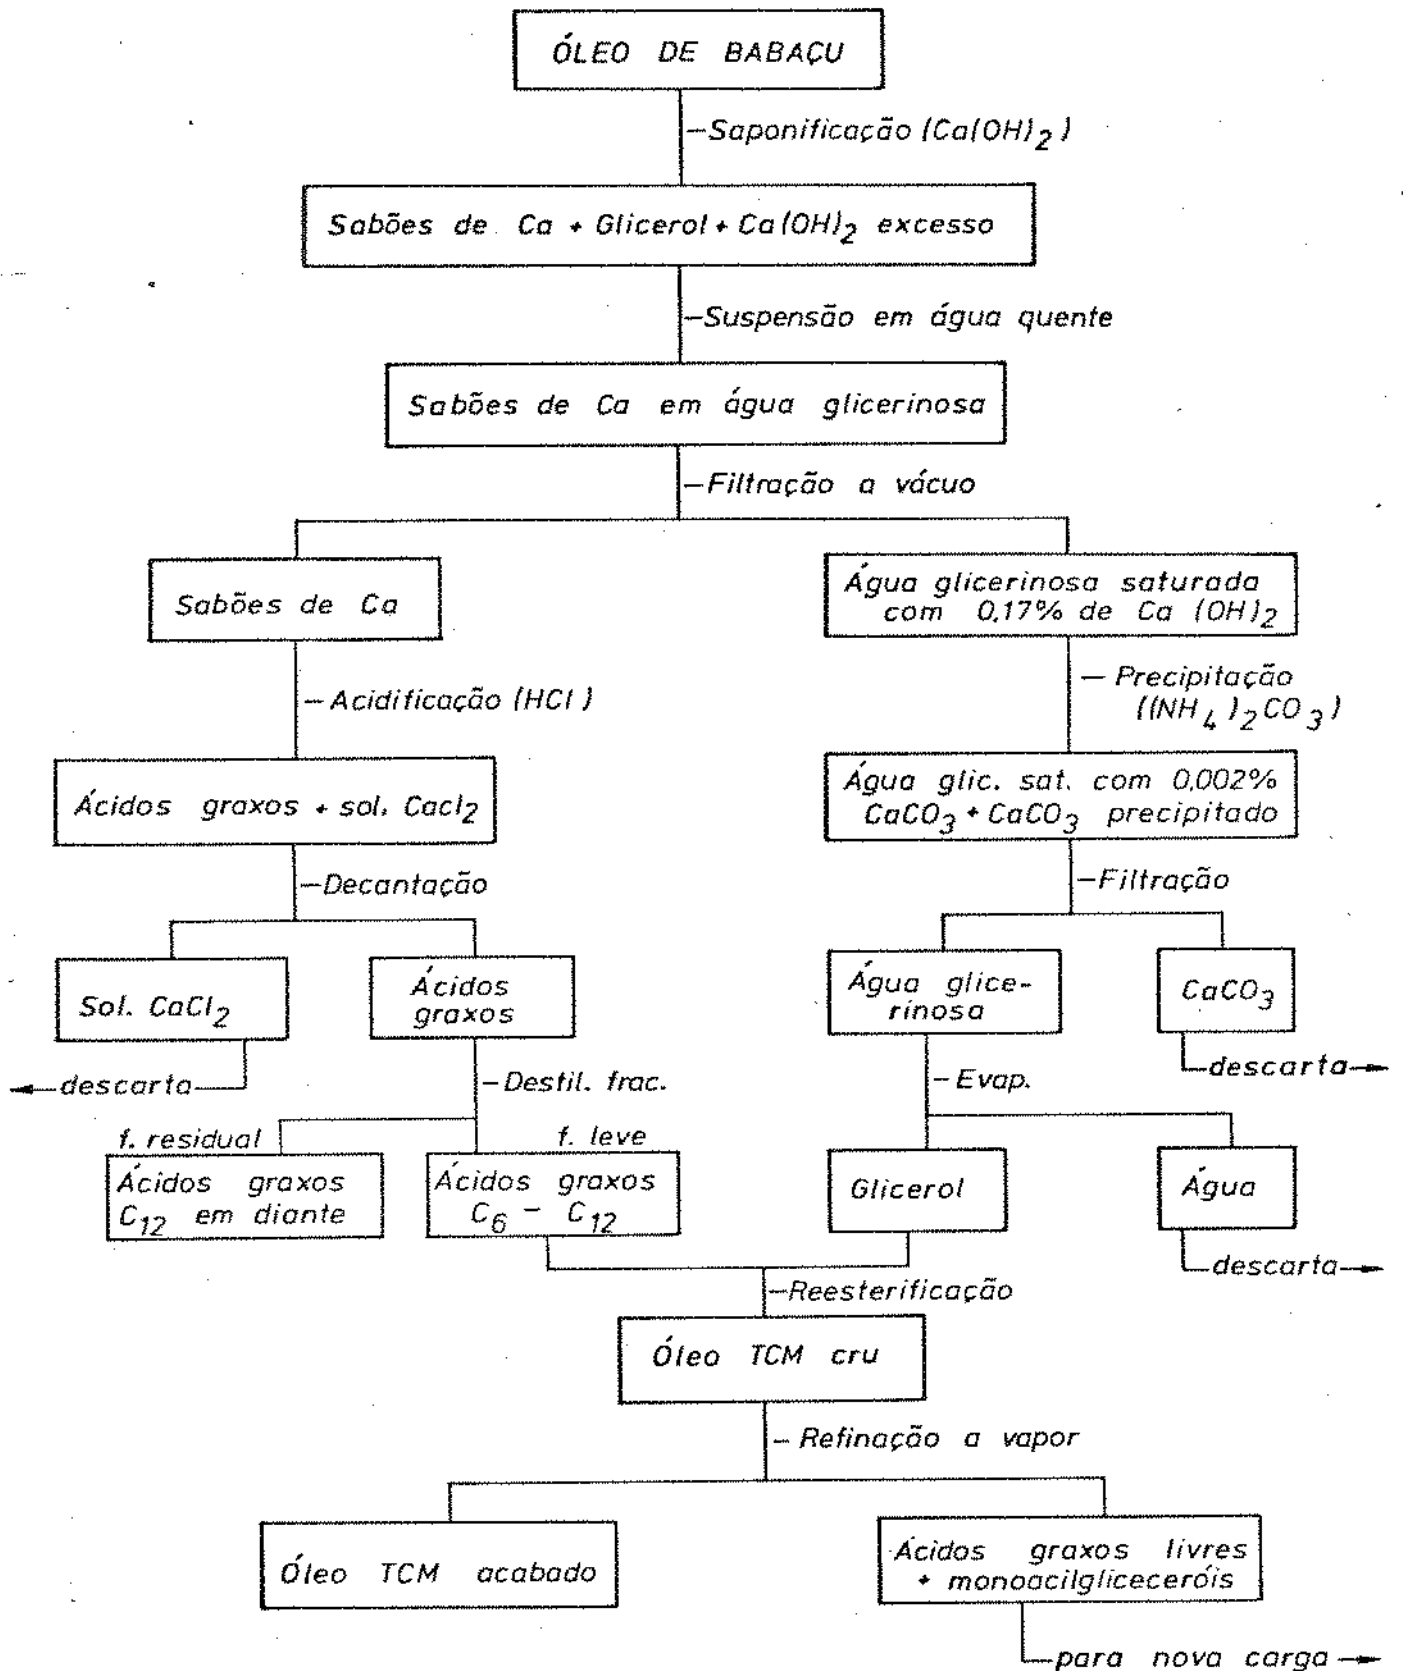 ÓLEO DE BABAÇU
—Saponificação (Ca(OH)2)
Sabões de Ca + Glicerol + Ca(OH)2 excesso
—Suspensão em água quente
Sabões de Ca em água glicerinosa
—Filtração a vácuo
Sabões de Ca
Água glicerinosa saturada
com 0,17% de Ca (OH)2
—Acidificação (HCl)
— Precipitação
((NH4)2CO3)
Ácidos graxos + sol. Cacl2
Água glic. sat. com 0,002%
CaCO3 + CaCO3 precipitado
—Decantação
—Filtração
Sol. CaCl2
Ácidos
graxos
Água glice-
rinosa
CaCO3
descarta
—Destil. frac.
—Evap.
descarta
f. residual
f. leve
Ácidos graxos
C12 em diante
Ácidos graxos
C6 – C12
Glicerol
Água
descarta
—Reesterificação
Óleo TCM cru
— Refinação a vapor
Óleo TCM acabado
Ácidos graxos livres
+ monoacilgliceceróis
para nova carga